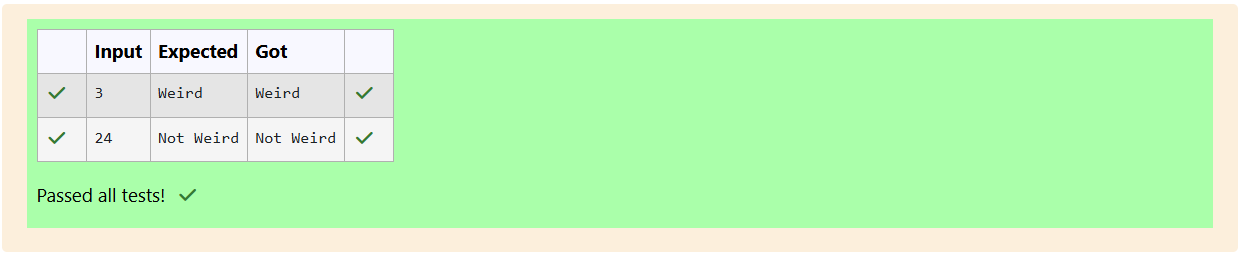 Input Expected Got
3 Weird Weird
24 Not Weird Not Weird
Passed all tests!